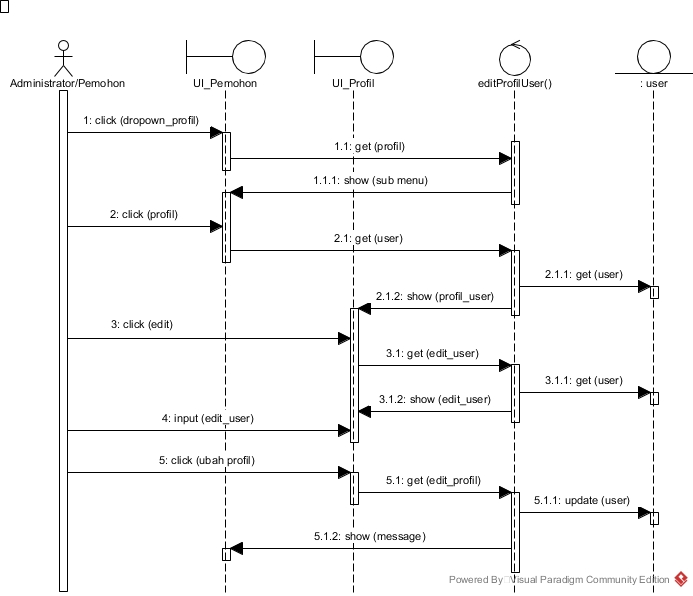 Administrator/Pemohon
UI_Pemohon
UI_Profil
editProfilUser()
: user
1: click (dropown_profil)
1.1: get (profil)
1.1.1: show (sub menu)
2: click (profil)
2.1: get (user)
2.1.1: get (user)
2.1.2: show (profil_user)
3: click (edit)
3.1: get (edit_user)
3.1.1: get (user)
3.1.2: show (edit_user)
4: input (edit_user)
5: click (ubah profil)
5.1: get (edit_profil)
5.1.1: update (user)
5.1.2: show (message)
Powered By Visual Paradigm Community Edition